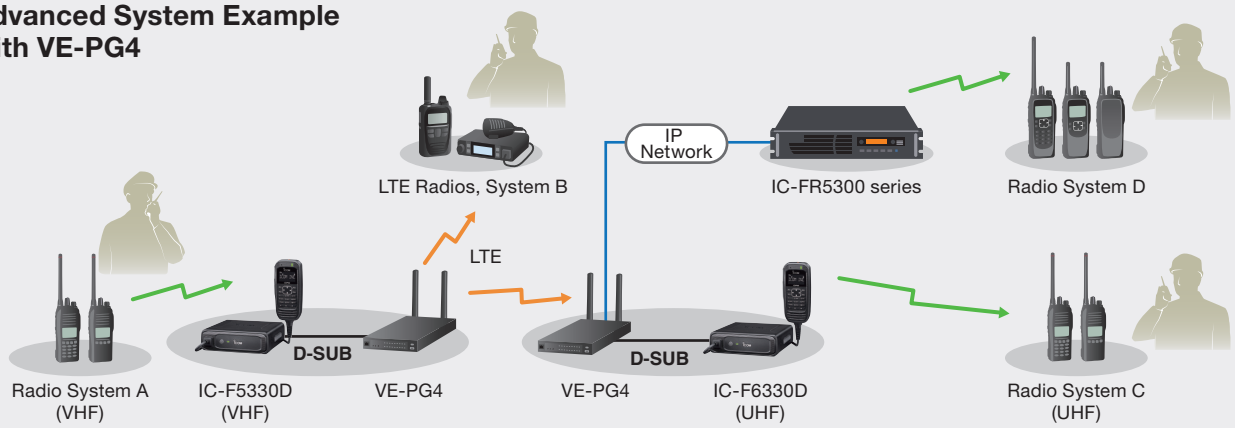 dvanced System Example
ith VE-PG4
IP
Network
LTE Radios, System B
IC-FR5300 series
Radio System D
LTE
D-SUB
D-SUB
Radio System A
(VHF)
IC-F5330D
(VHF)
VE-PG4
VE-PG4
IC-F6330D
(UHF)
Radio System C
(UHF)